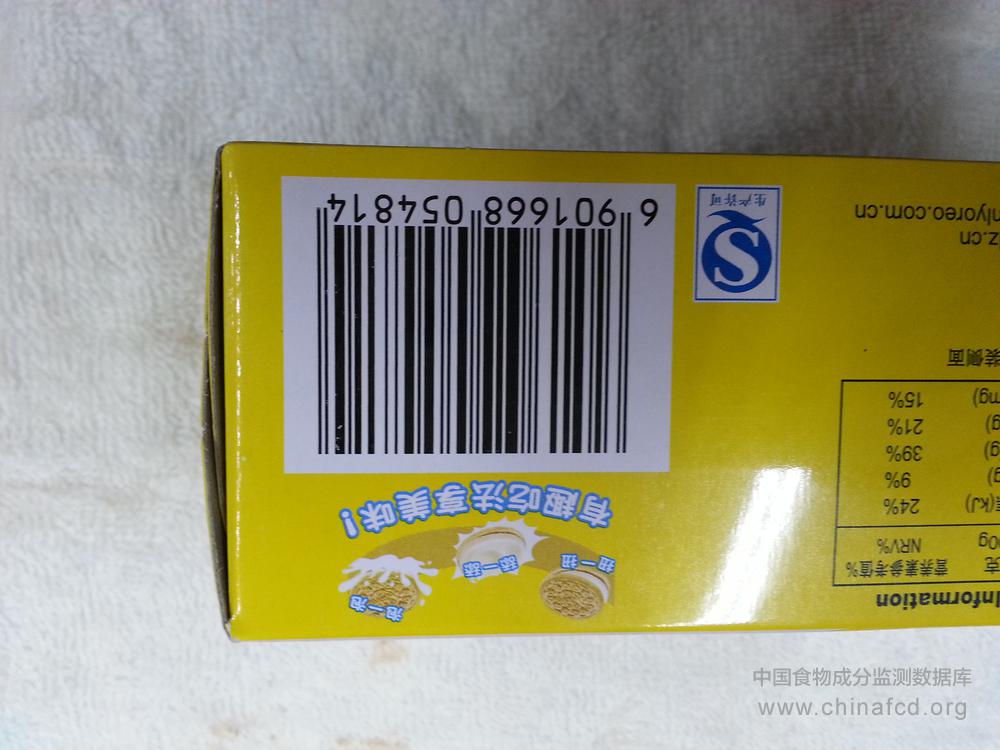 Information
营养素参考值%
NRV%
克
00g
(kJ)
24%
g)
9%
g)
39%
g)
21%
mg)
15%
装侧面
z.cn
nlyoreo.com.cn
生产许可
S
扭一扭
舔一舔
泡一泡
有趣吃法享美味!
6 901668 054814
中国食物成分监测数据库
www.chinafcd.org